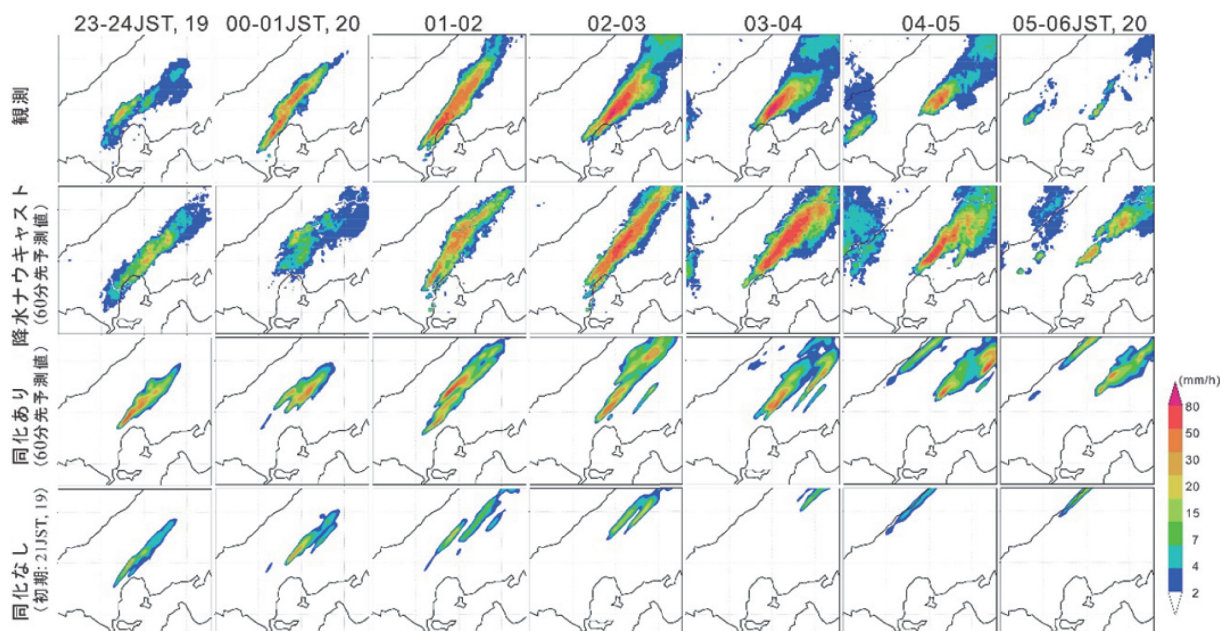 23-24JST, 19
00-01JST, 20
01-02
02-03
03-04
04-05
05-06JST, 20
観測
降水ナウキャスト
(60分先予測値)
同化あり
(60分先予測値)
同化なし
(初期: 21JST, 19)
(mm/h)
80
50
30
20
15
7
4
2